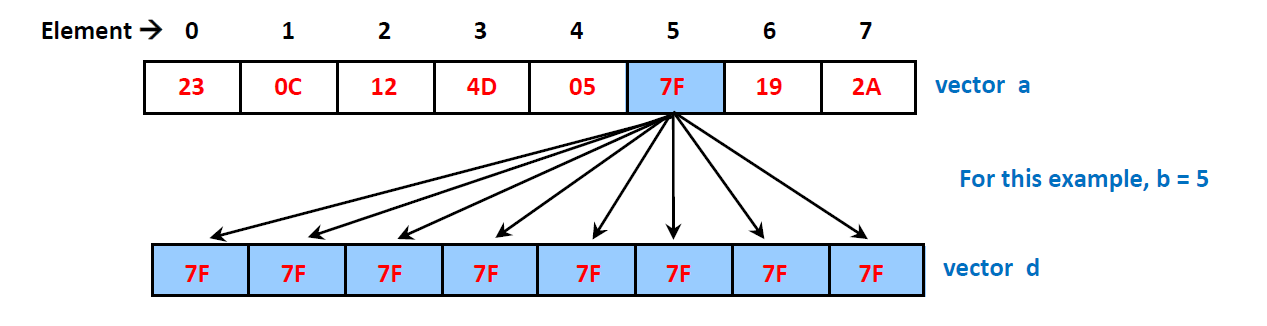 Element → 0 1 2 3 4 5 6 7
23 0C 12 4D 05 7F 19 2A vector a
For this example, b = 5
7F 7F 7F 7F 7F 7F 7F 7F vector d